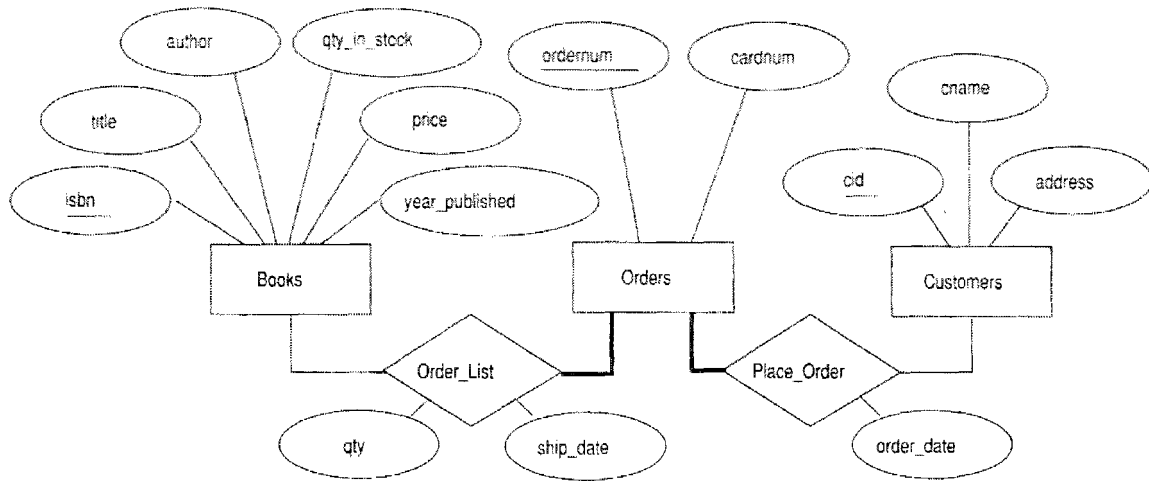 author
qty_in_stock
ordernum
cardnum
cname
title
price
cid
address
isbn
year_published
Books
Orders
Customers
Order_List
Place_Order
qty
ship_date
order_date